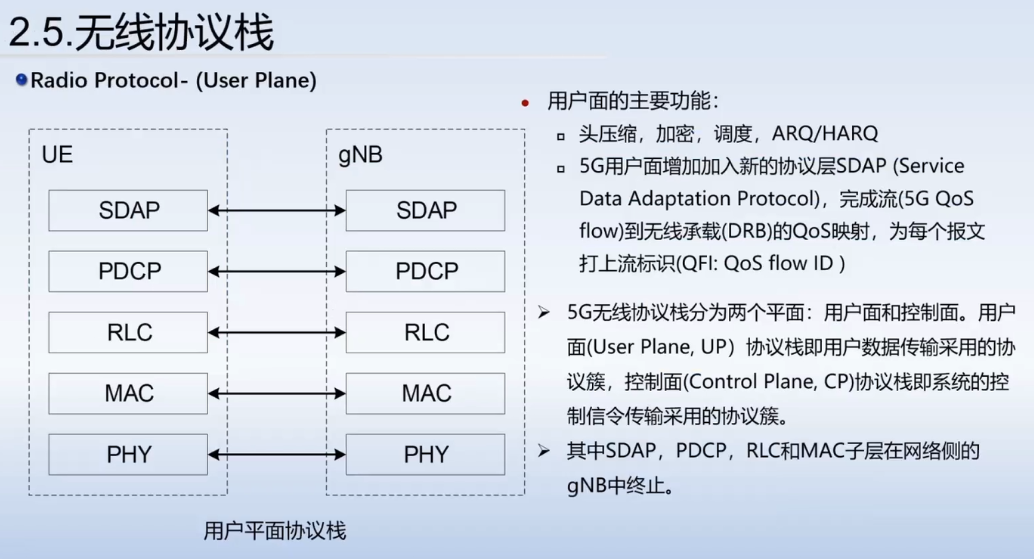 2.5.无线协议栈
Radio Protocol- (User Plane)
UE
gNB
SDAP
SDAP
PDCP
PDCP
RLC
RLC
MAC
MAC
PHY
PHY
用户平面协议栈
用户面的主要功能：
头压缩，加密，调度，ARQ/HARQ
5G用户面增加加入新的协议层SDAP (Service
Data Adaptation Protocol)，完成流(5G QoS
flow)到无线承载(DRB)的QoS映射，为每个报文
打上流标识(QFI: QoS flow ID )
5G无线协议栈分为两个平面：用户面和控制面。用户
面(User Plane, UP）协议栈即用户数据传输采用的协
议簇，控制面(Control Plane, CP)协议栈即系统的控
制信令传输采用的协议簇。
其中SDAP，PDCP，RLC和MAC子层在网络侧的
gNB中终止。